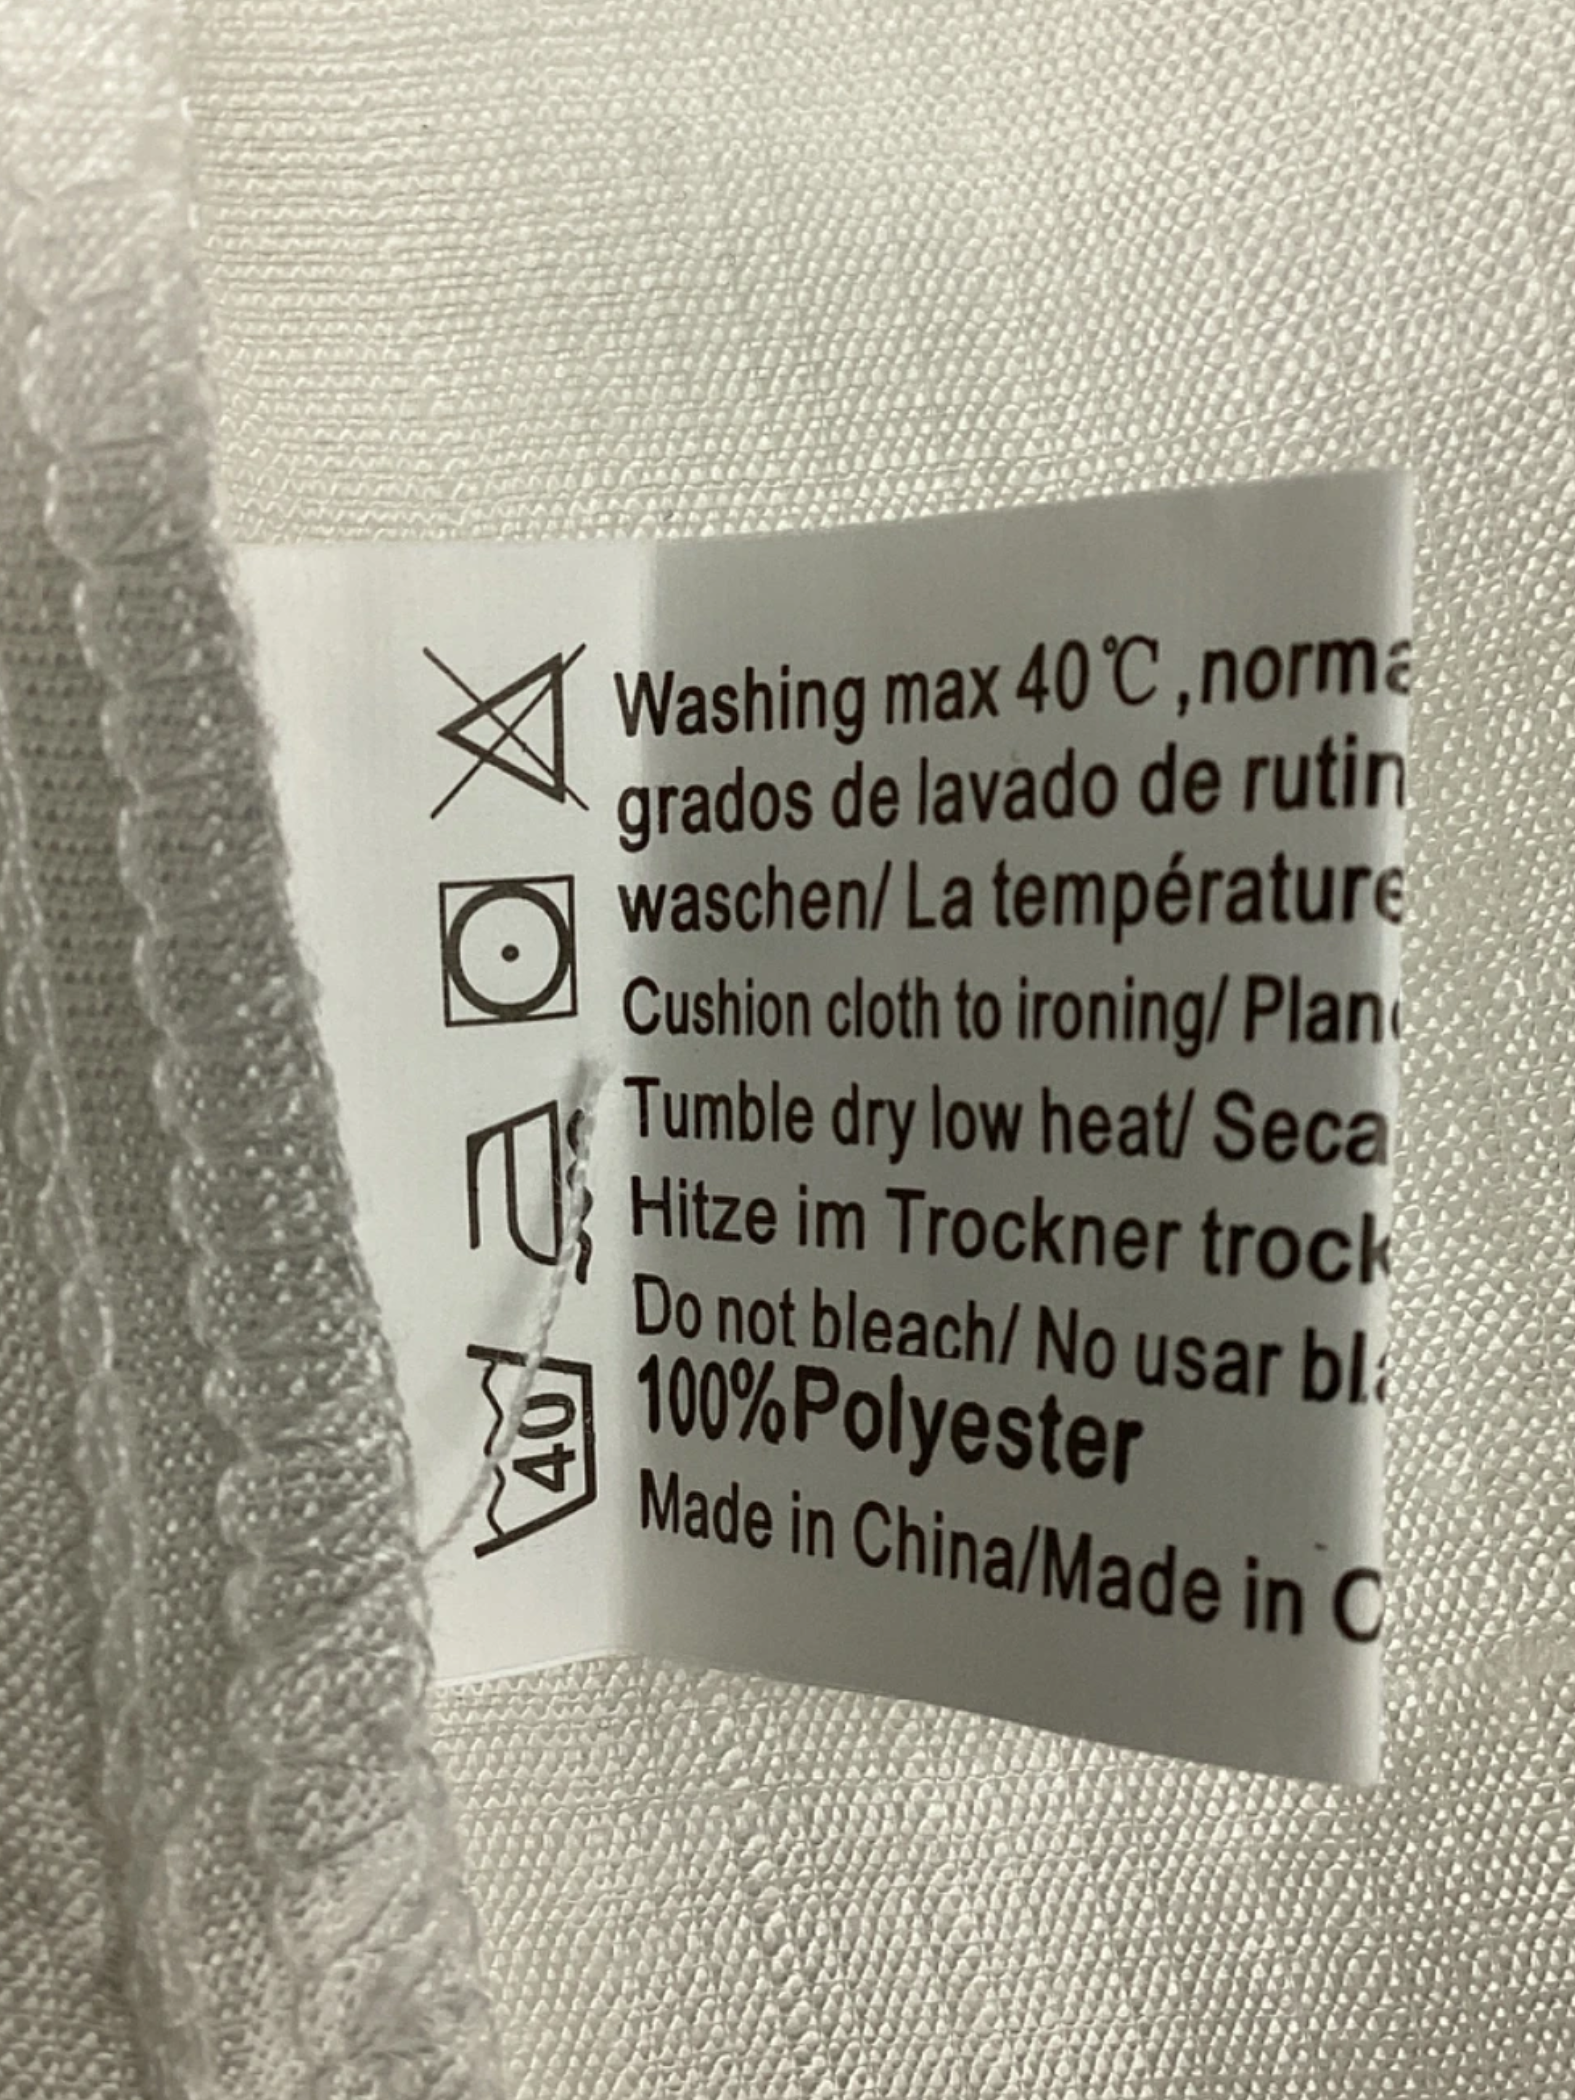 Washing max 40℃ ,norma
grados de lavado de rutin
waschen/ La température
Cushion cloth to ironing/ Plan
Tumble dry low heat/ Seca
Hitze im Trockner trock
Do not bleach/ No usar bl
100%Polyester
Made in China/Made in C
40